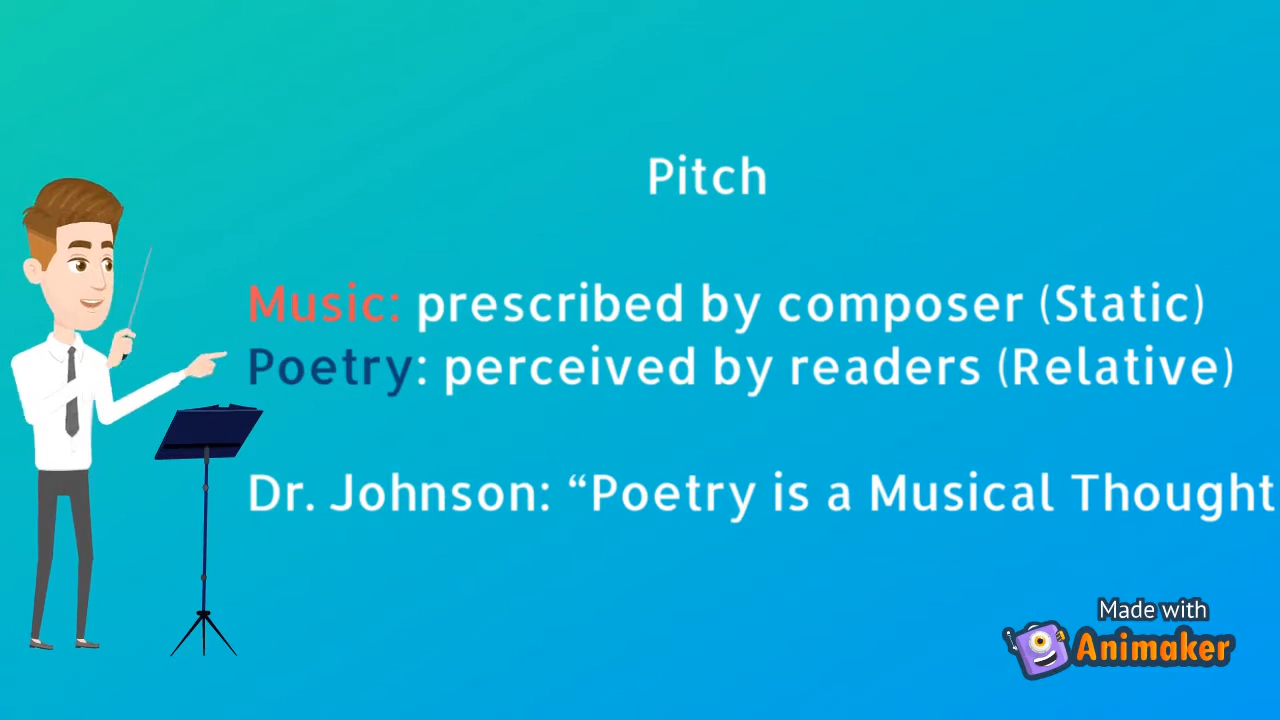 Pitch
Music: prescribed by composer (Static)
Poetry: perceived by readers (Relative)
Dr. Johnson: “Poetry is a Musical Thought
Made with
Animaker